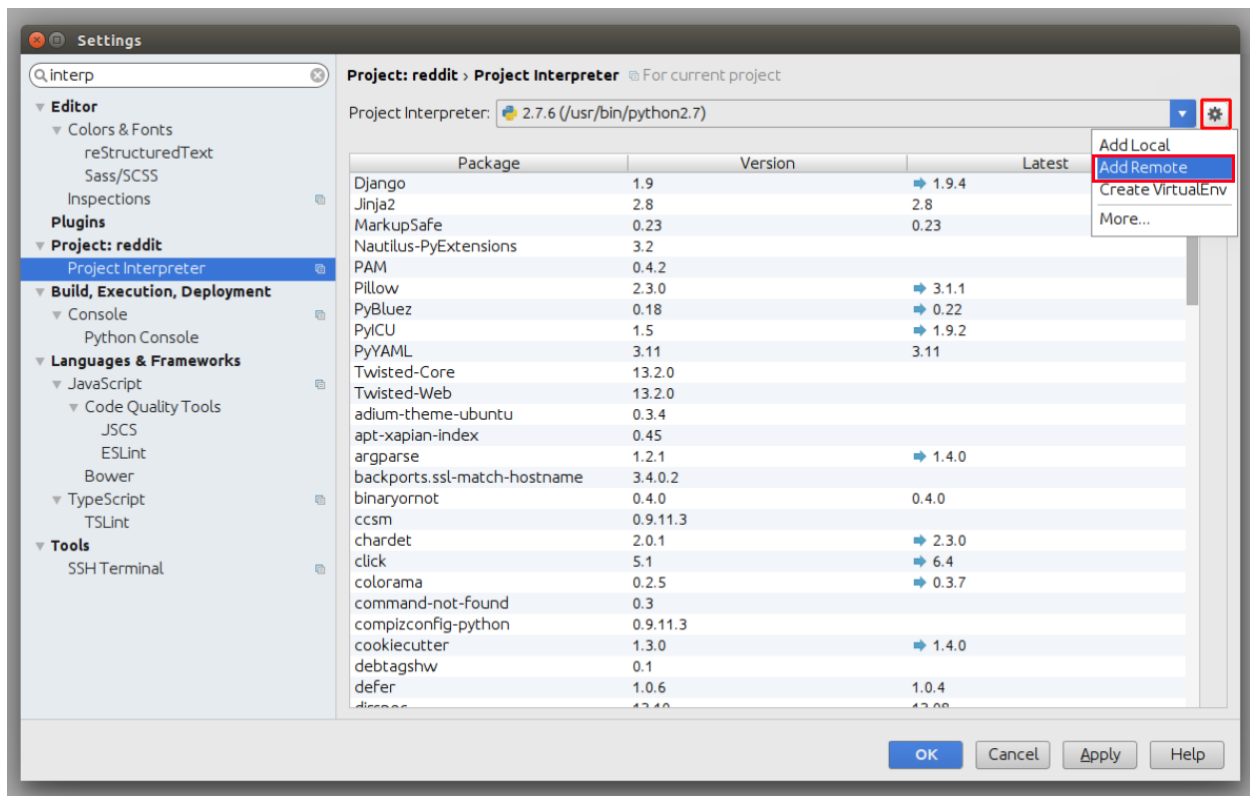 Settings
interp
Editor
Colors & Fonts
reStructuredText
Sass/SCSS
Inspections
Plugins
Project: reddit
Project Interpreter
Build, Execution, Deployment
Console
Python Console
Languages & Frameworks
JavaScript
Code Quality Tools
JSCS
ESLint
Bower
TypeScript
TSLint
Tools
SSH Terminal
Project: reddit › Project Interpreter For current project
Project Interpreter: 2.7.6 (/usr/bin/python2.7)
Add Local
Add Remote
Create VirtualEnv
More...
Package Version Latest
Django 1.9 1.9.4
Jinja2 2.8 2.8
MarkupSafe 0.23 0.23
Nautilus-PyExtensions 3.2
PAM 0.4.2
Pillow 2.3.0 3.1.1
PyBluez 0.18 0.22
PyICU 1.5 1.9.2
PyYAML 3.11 3.11
Twisted-Core 13.2.0
Twisted-Web 13.2.0
adium-theme-ubuntu 0.3.4
apt-xapian-index 0.45
argparse 1.2.1 1.4.0
backports.ssl-match-hostname 3.4.0.2
binaryornot 0.4.0 0.4.0
ccsm 0.9.11.3
chardet 2.0.1 2.3.0
click 5.1 6.4
colorama 0.2.5 0.3.7
command-not-found 0.3
compizconfig-python 0.9.11.3
cookiecutter 1.3.0 1.4.0
debtagshw 0.1
defer 1.0.6 1.0.4
OK Cancel Apply Help